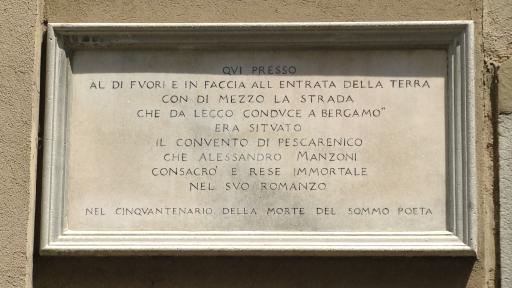 QVI PRESSO
AL DI FVORI E IN FACCIA ALL ENTRATA DELLA TERRA
CON DI MEZZO LA STRADA
CHE DA LECCO CONDVCE A BERGAMO"
ERA SITVATO
IL CONVENTO DI PESCARENICO
CHE ALESSANDRO MANZONI
CONSACRO' E RESE IMMORTALE
NEL SVO ROMANZO
NEL CINQVANTENARIO DELLA MORTE DEL SOMMO POETA